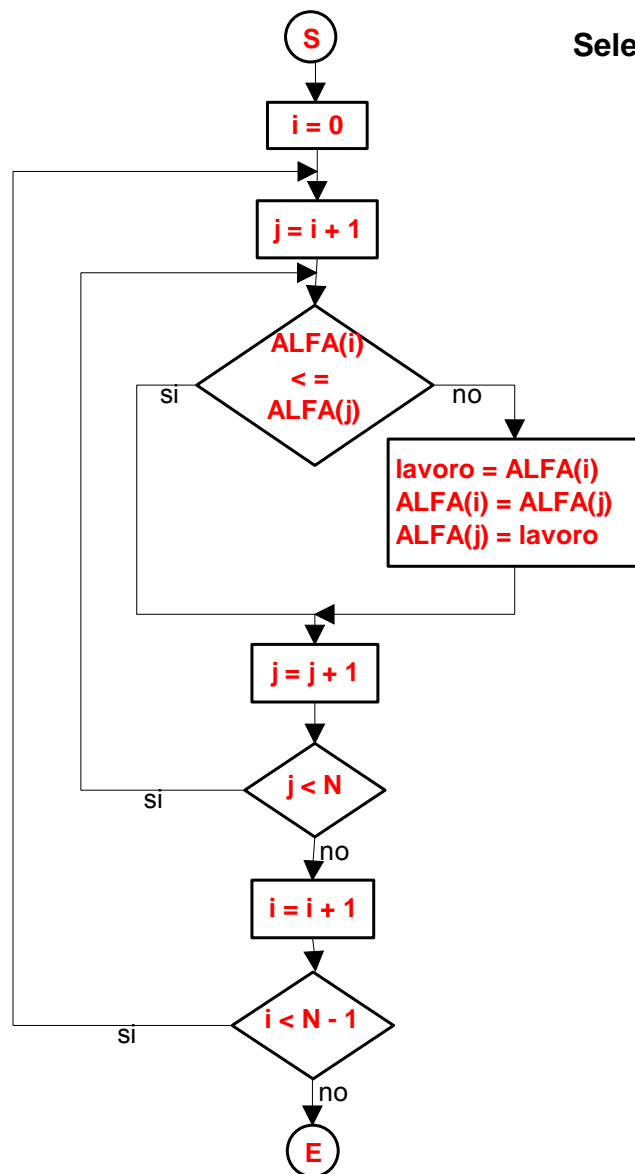 S
Sele
i = 0
j = i + 1
ALFA(i)
< =
ALFA(j)
si
no
lavoro = ALFA(i)
ALFA(i) = ALFA(j)
ALFA(j) = lavoro
j = j + 1
j < N
si
no
i = i + 1
i < N - 1
si
no
E